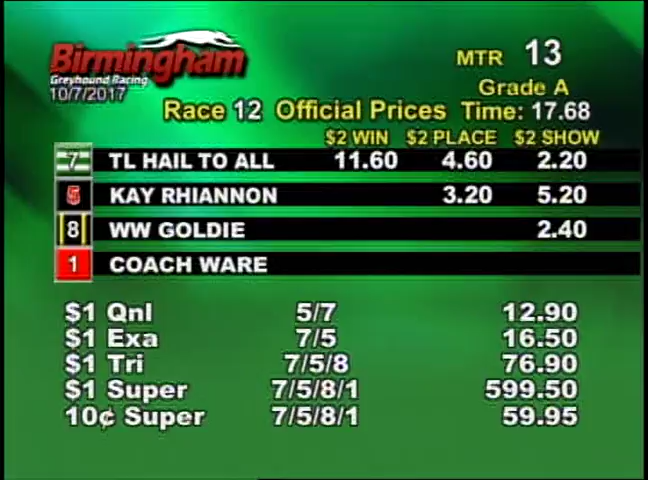 Birmingham
Greyhound Racing
10/7/2017
MTR 13
Grade A
Race 12 Official Prices Time: 17.68
$2 WIN $2 PLACE $2 SHOW
7 TL HAIL TO ALL 11.60 4.60 2.20
5 KAY RHIANNON 3.20 5.20
8 WW GOLDIE 2.40
1 COACH WARE
$1 Qnl 5/7 12.90
$1 Exa 7/5 16.50
$1 Tri 7/5/8 76.90
$1 Super 7/5/8/1 599.50
10¢ Super 7/5/8/1 59.95